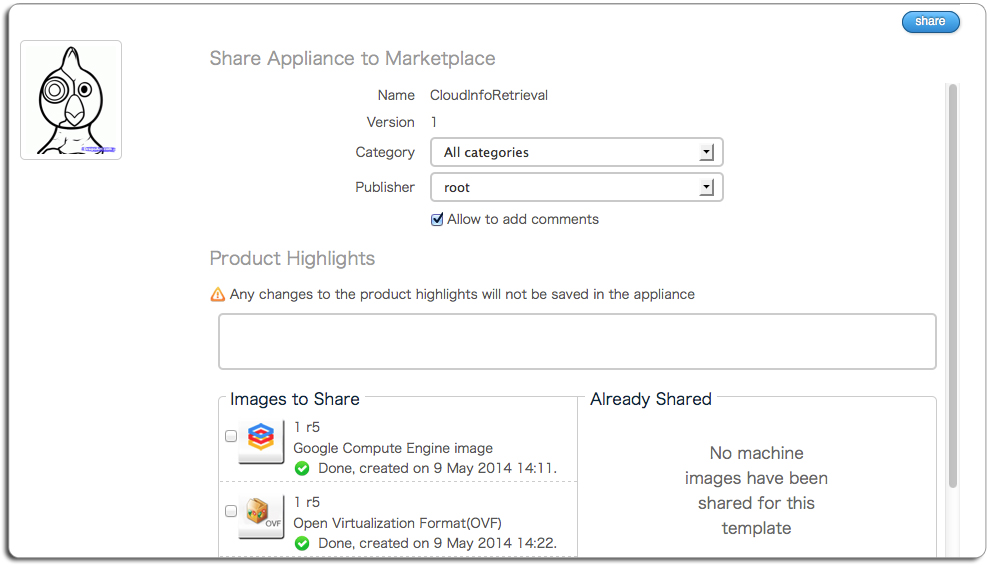 share
Share Appliance to Marketplace
Name CloudInfoRetrieval
Version 1
Category All categories
Publisher root
Allow to add comments
Product Highlights
Any changes to the product highlights will not be saved in the appliance
Images to Share
1 r5
Google Compute Engine image
Done, created on 9 May 2014 14:11.
OVF
1 r5
Open Virtualization Format(OVF)
Done, created on 9 May 2014 14:22.
Already Shared
No machine
images have been
shared for this
template